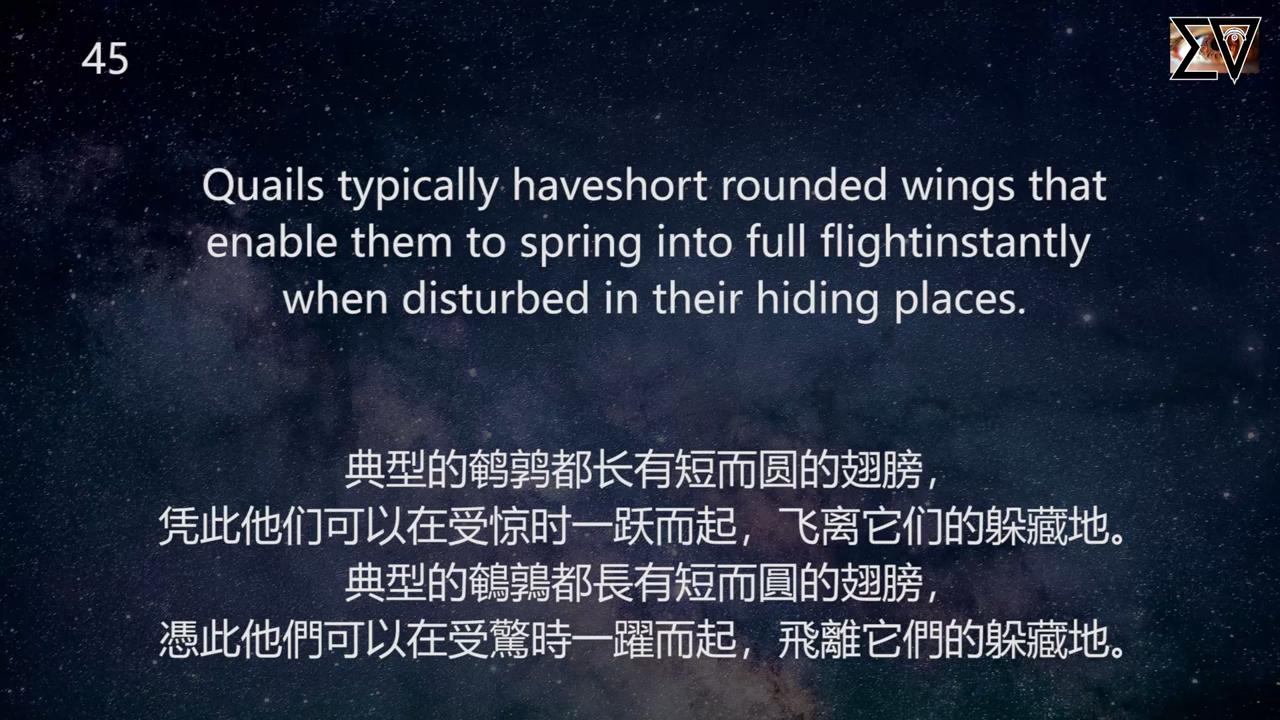 45
Quails typically haveshort rounded wings that
enable them to spring into full flightinstantly
when disturbed in their hiding places.
典型的鹌鹑都长有短而圆的翅膀，
凭此他们可以在受惊时一跃而起，飞离它们的躲藏地。
典型的鵪鶉都長有短而圓的翅膀，
憑此他們可以在受驚時一躍而起，飛離它們的躲藏地。